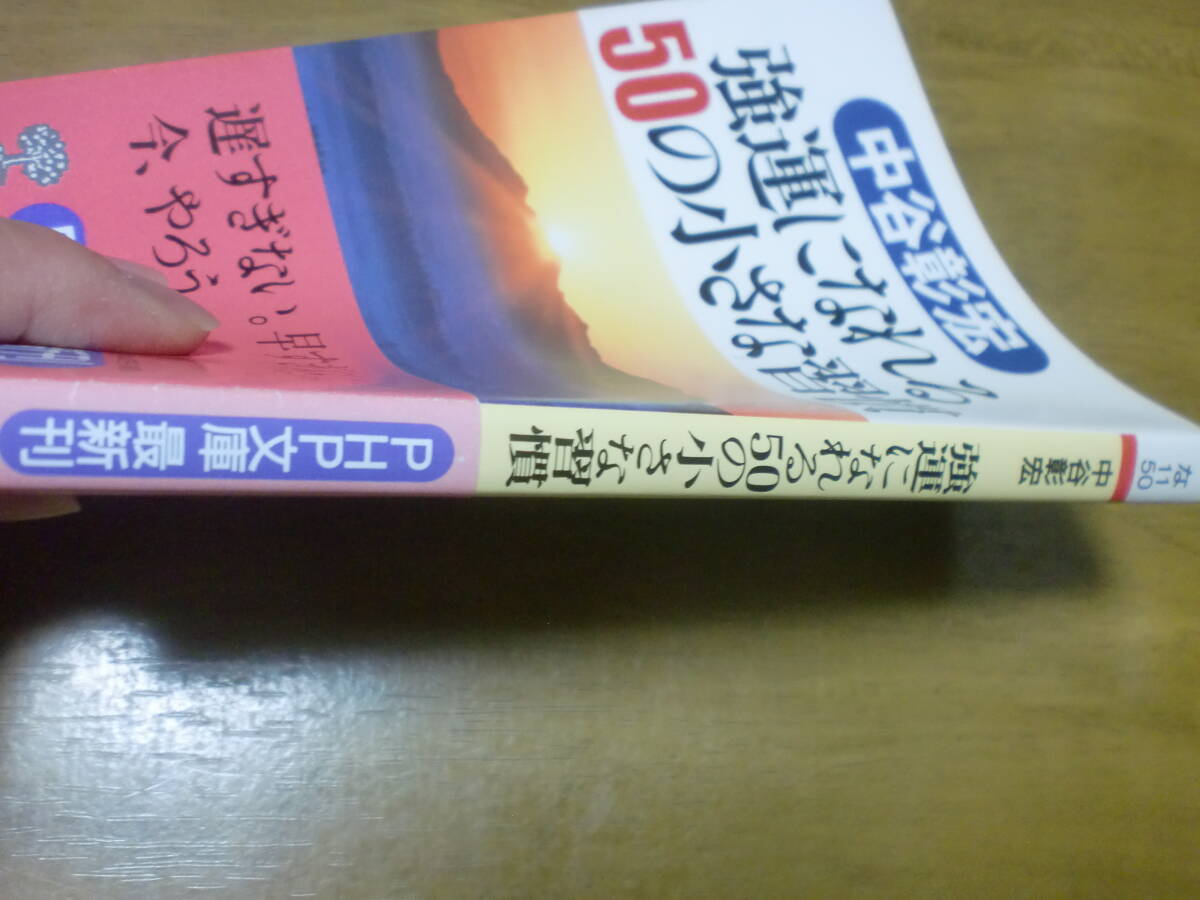 中谷彰宏
強運になれる
50の小さな習慣
遅すぎない。早
今、やろう
な1
50
中谷彰宏
強運になれる50の小さな習慣
PHP文庫 最新刊